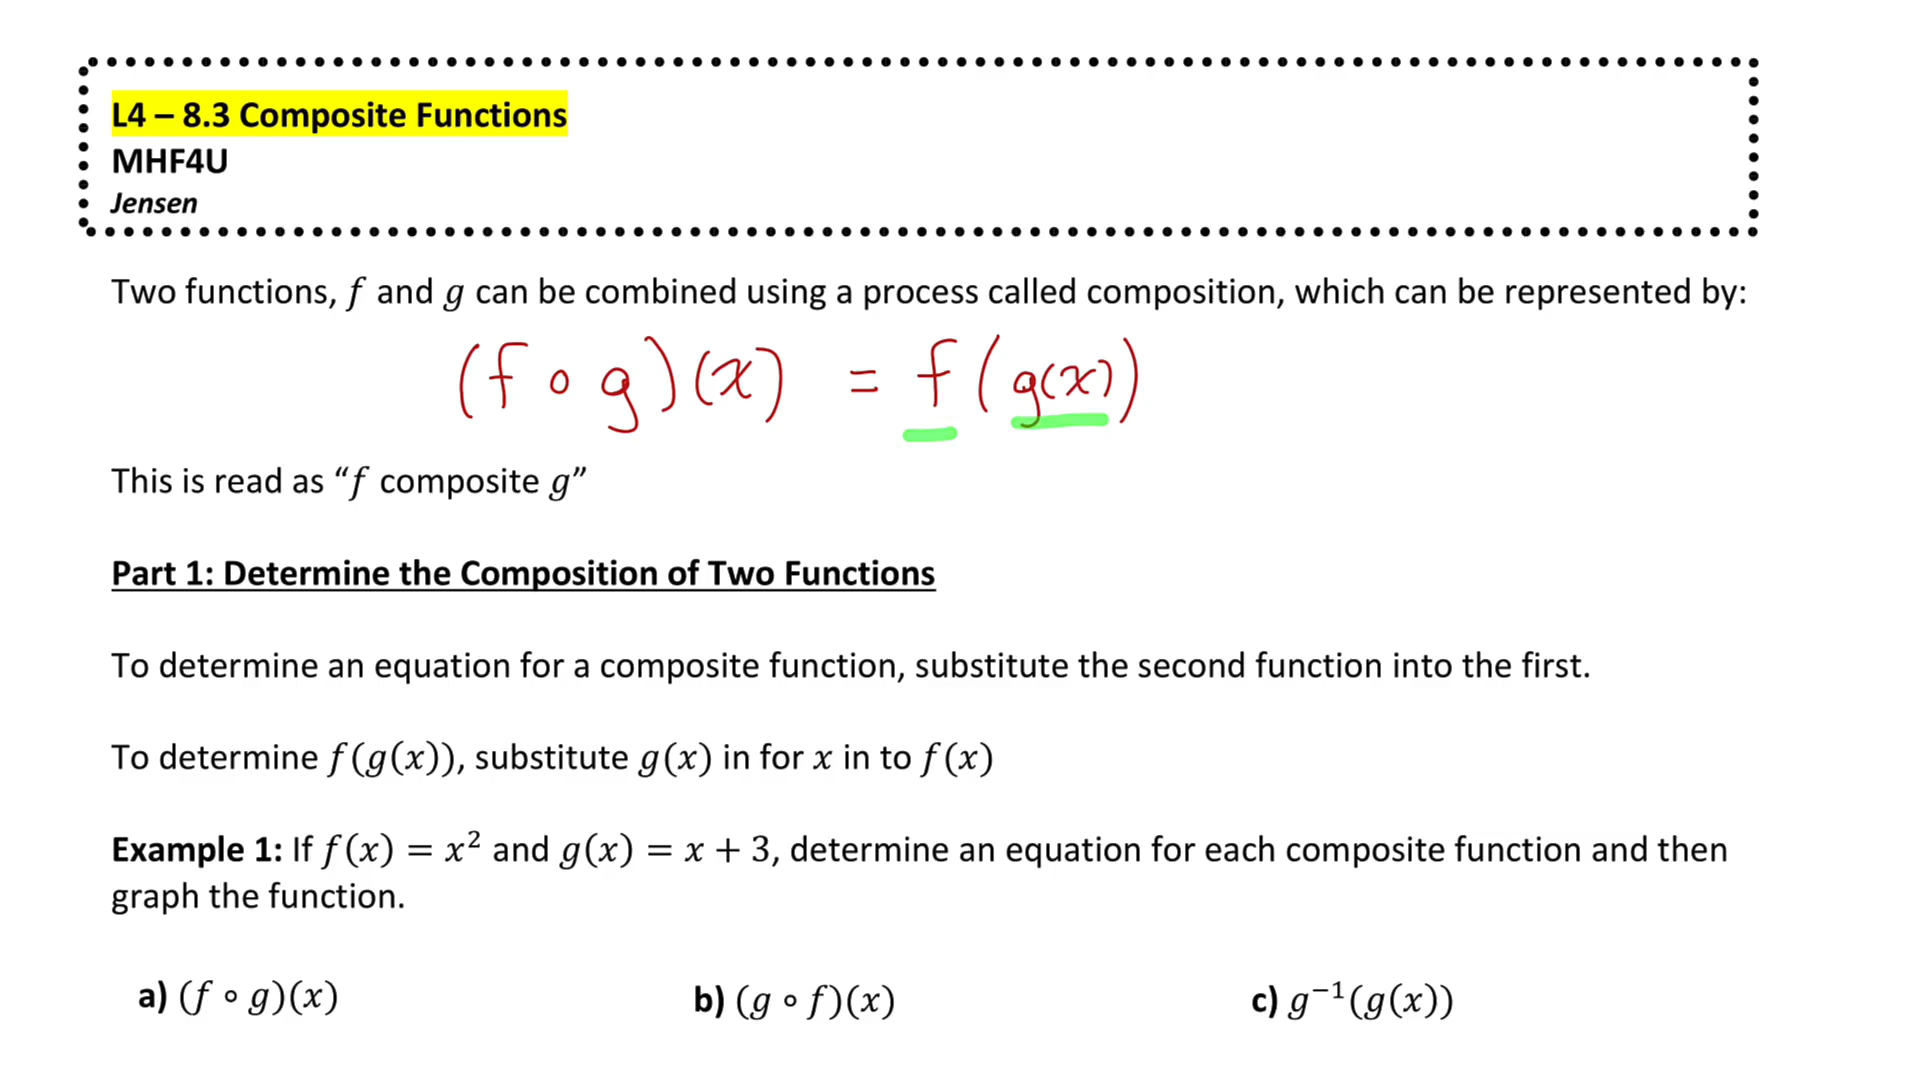 L4 – 8.3 Composite Functions
MHF4U
Jensen
Two functions, f and g can be combined using a process called composition, which can be represented by:
(f ∘ g)(x) = f(g(x))
This is read as “f composite g”
Part 1: Determine the Composition of Two Functions
To determine an equation for a composite function, substitute the second function into the first.
To determine f(g(x)), substitute g(x) in for x in to f(x)
Example 1: If f(x) = x² and g(x) = x + 3, determine an equation for each composite function and then
graph the function.
a) (f ∘ g)(x) b) (g ∘ f)(x) c) g⁻¹(g(x))